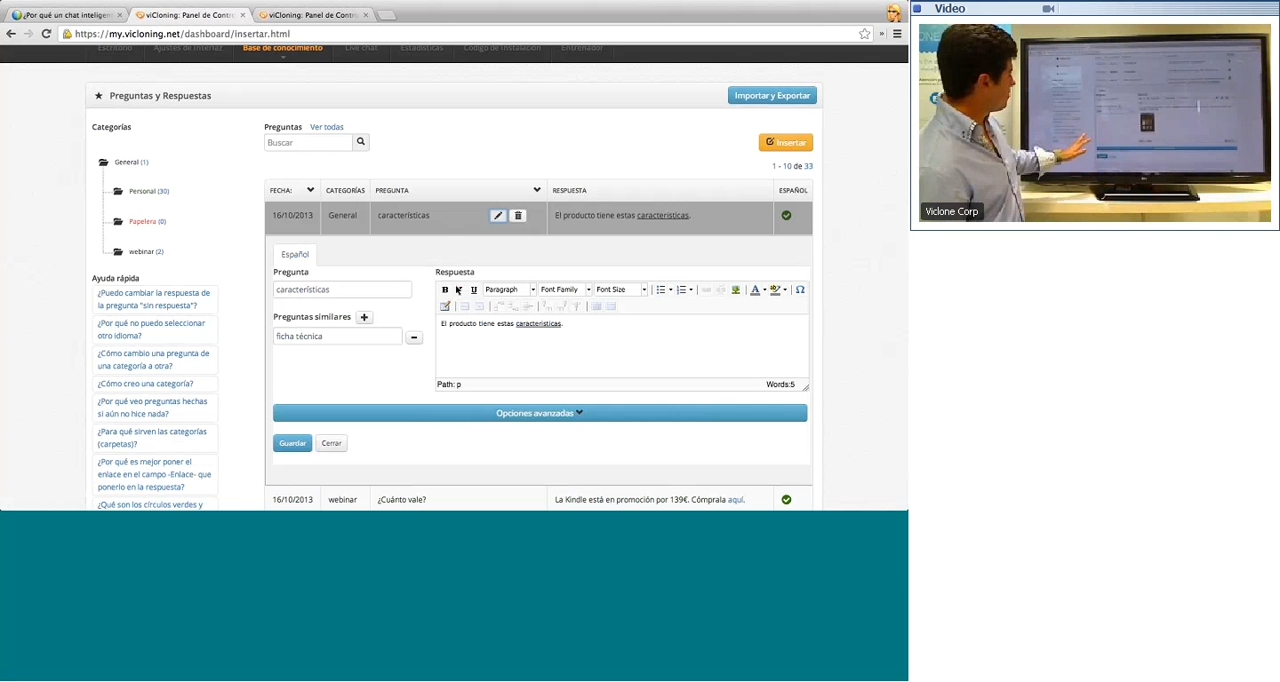 ¿Por qué un chat inteligen
viCloning: Panel de Contro
viCloning: Panel de Contro
https://my.vicloning.net/dashboard/insertar.html
Escritorio
Ajustes de interfaz
Base de conocimiento
Live chat
Estadísticas
Código de instalación
Entrenador
Preguntas y Respuestas
Importar y Exportar
Categorías
Preguntas Ver todas
Buscar
Insertar
1 - 10 de 33
General (1)
Personal (30)
Papelera (0)
webinar (2)
FECHA: CATEGORÍAS PREGUNTA RESPUESTA ESPAÑOL
16/10/2013 General características El producto tiene estas caracteristicas.
Español
Pregunta
características
Preguntas similares
ficha técnica
Respuesta
B U Paragraph Font Family Font Size
El producto tiene estas caracteristicas.
Path: p Words:5
Opciones avanzadas
Guardar Cerrar
16/10/2013 webinar ¿Cuánto vale? La Kindle está en promoción por 139€. Cómprala aquí.
Ayuda rápida
¿Puedo cambiar la respuesta de
la pregunta "sin respuesta"?
¿Por qué no puedo seleccionar
otro idioma?
¿Cómo cambio una pregunta de
una categoría a otra?
¿Cómo creo una categoría?
¿Por qué veo preguntas hechas
si aún no hice nada?
¿Para qué sirven las categorías
(carpetas)?
¿Por qué es mejor poner el
enlace en el campo -Enlace- que
ponerlo en la respuesta?
¿Qué son los círculos verdes y
Video
Viclone Corp